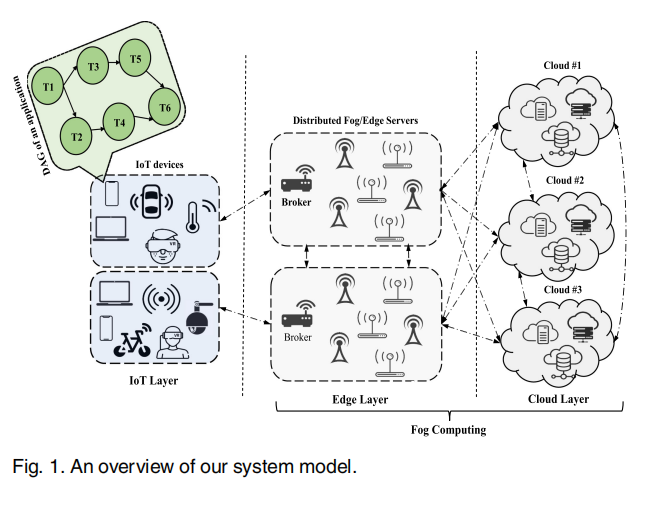 DAG of an application
T1
T3
T5
T2
T4
T6
IoT devices
VR
VR
IoT Layer
Distributed Fog/Edge Servers
Broker
Broker
Edge Layer
Cloud #1
Cloud #2
Cloud #3
Cloud Layer
Fog Computing
Fig. 1. An overview of our system model.